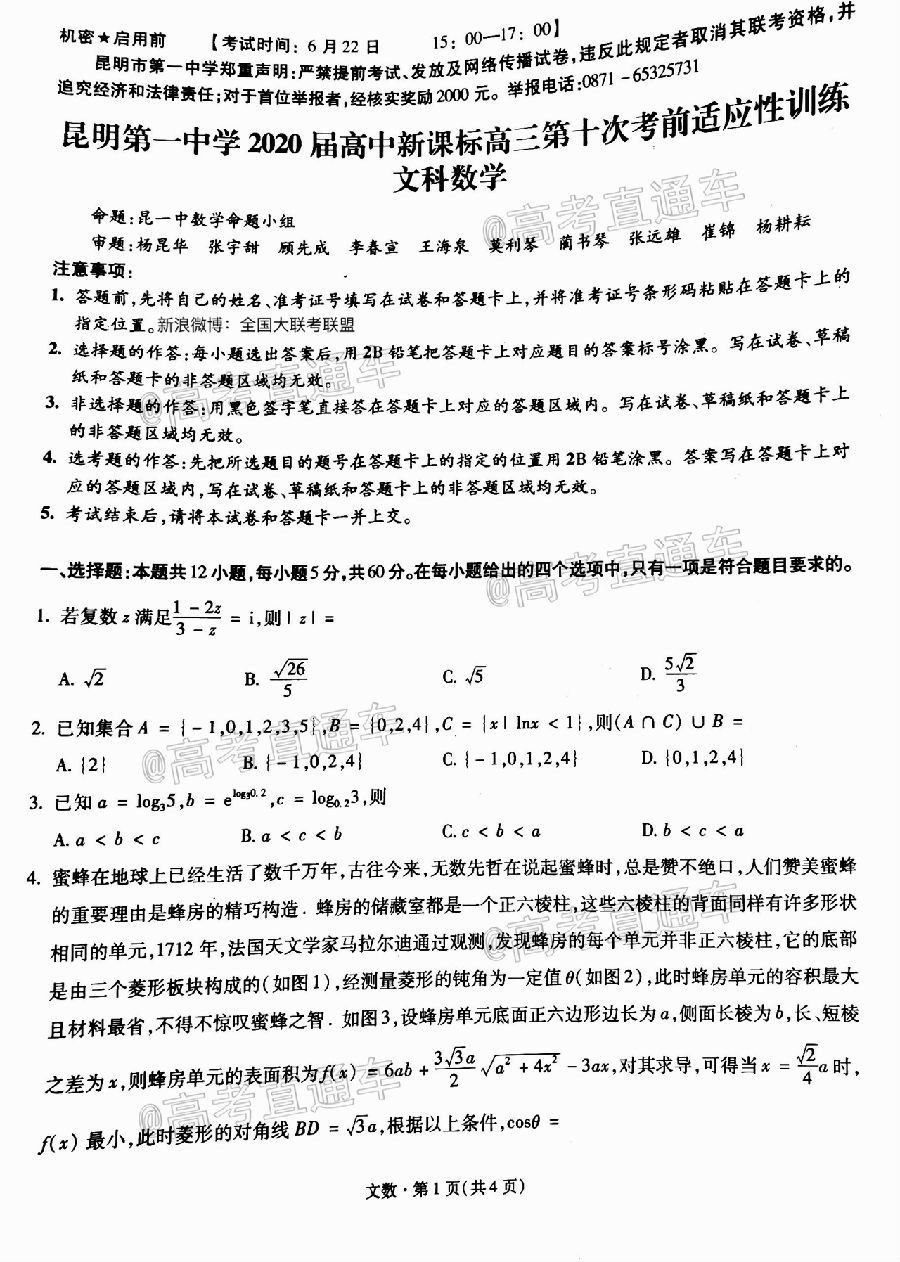 机密★启用前 【考试时间:6月22日 15:00—17:00】
昆明市第一中学郑重声明:严禁提前考试、发放及网络传播试卷,违反此规定者取消其联考资格,并
追究经济和法律责任;对于首位举报者,经核实奖励2000元。举报电话:0871-65325731
昆明第一中学2020届高中新课标高三第十次考前适应性训练
文科数学
@高考直通车
命题:昆一中数学命题小组
审题:杨昆华 张宇甜 顾先成 李春宣 王海泉 莫利琴 蔺书琴 张远雄 崔锦 杨耕耘
注意事项:
1. 答题前,先将自己的姓名、准考证号填写在试卷和答题卡上,并将准考证号条形码粘贴在答题卡上的
指定位置。新浪微博:全国大联考联盟
2. 选择题的作答:每小题选出答案后,用2B铅笔把答题卡上对应题目的答案标号涂黑。写在试卷、草稿
纸和答题卡的非答题区域均无效。
@高考直通车
3. 非选择题的作答:用黑色签字笔直接答在答题卡上对应的答题区域内。写在试卷、草稿纸和答题卡上
的非答题区域均无效。
4. 选考题的作答:先把所选题目的题号在答题卡上的指定的位置用2B铅笔涂黑。答案写在答题卡上对
应的答题区域内,写在试卷、草稿纸和答题卡上的非答题区域均无效。
5. 考试结束后,请将本试卷和答题卡一并上交。
@高考直通车
一、选择题:本题共12小题,每小题5分,共60分。在每小题给出的四个选项中,只有一项是符合题目要求的。
1. 若复数z满足(1-2z)/(3-z) = i,则|z| =
A. √2 B. √26/5 C. √5 D. 5√2/3
2. 已知集合A = {-1,0,1,2,3,5},B = {0,2,4},C = {x| lnx < 1},则(A∩C)∪B =
@高考直通车
A. {2} B. {-1,0,2,4} C. {-1,0,1,2,4} D. {0,1,2,4}
3. 已知a = log₃5,b = e^(log₃0.2),c = log₀.₂3,则
A. a < b < c B. a < c < b C. c < b < a D. b < c < a
4. 蜜蜂在地球上已经生活了数千万年,古往今来,无数先哲在说起蜜蜂时,总是赞不绝口,人们赞美蜜蜂
的重要理由是蜂房的精巧构造.蜂房的储藏室都是一个正六棱柱,这些六棱柱的背面同样有许多形状
@高考直通车
相同的单元,1712年,法国天文学家马拉尔迪通过观测,发现蜂房的每个单元并非正六棱柱,它的底部
是由三个菱形板块构成的(如图1),经测量菱形的钝角为一定值θ(如图2),此时蜂房单元的容积最大
且材料最省,不得不惊叹蜜蜂之智.如图3,设蜂房单元底面正六边形边长为a,侧面长棱为b,长、短棱
之差为x,则蜂房单元的表面积为f(x) = 6ab + (3√3a/2)√(a²+4x²) - 3ax,对其求导,可得当x = (√2/4)a时,
@高考直通车
f(x)最小,此时菱形的对角线BD = √3a,根据以上条件,cosθ =
文数·第1页(共4页)